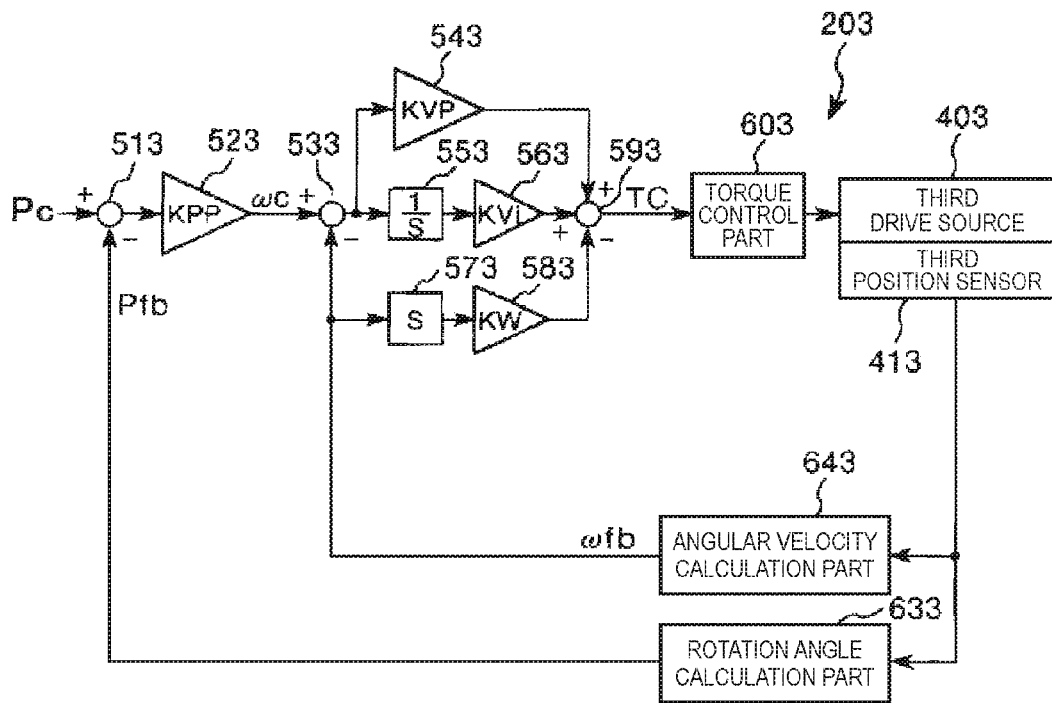 203
543
KVP
513
523
533
553
563
593
603
403
Pc
+
−
KPP
ωc
+
−
1
S
KVi
+
+
−
TC
TORQUE
CONTROL
PART
THIRD
DRIVE SOURCE
THIRD
POSITION SENSOR
413
573
583
S
KW
Pfb
643
ωfb
ANGULAR VELOCITY
CALCULATION PART
633
ROTATION ANGLE
CALCULATION PART